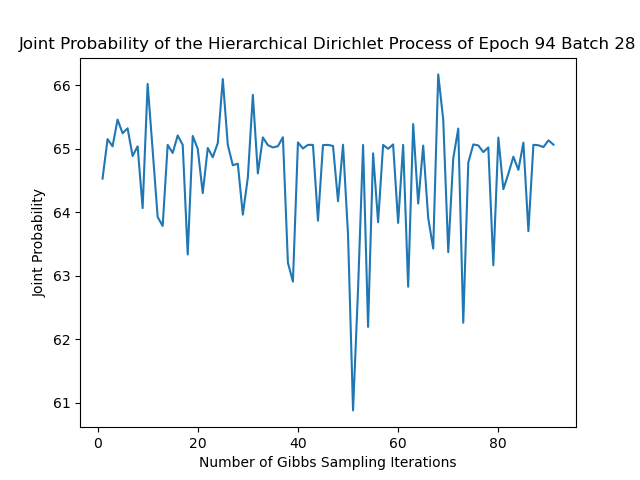 Joint Probability of the Hierarchical Dirichlet Process of Epoch 94 Batch 28
66
65
64
63
62
61
Joint Probability
0 20 40 60 80
Number of Gibbs Sampling Iterations